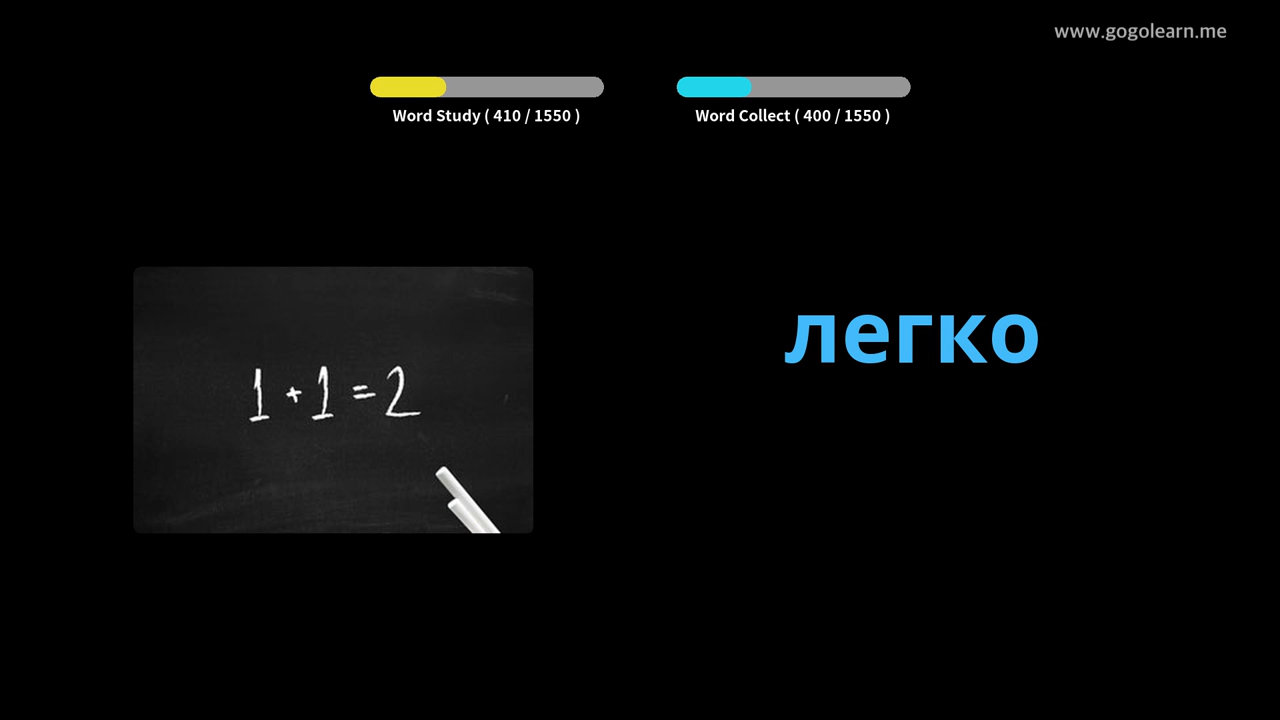 www.gogolearn.me
Word Study ( 410 / 1550 )
Word Collect ( 400 / 1550 )
1 + 1 = 2
легко